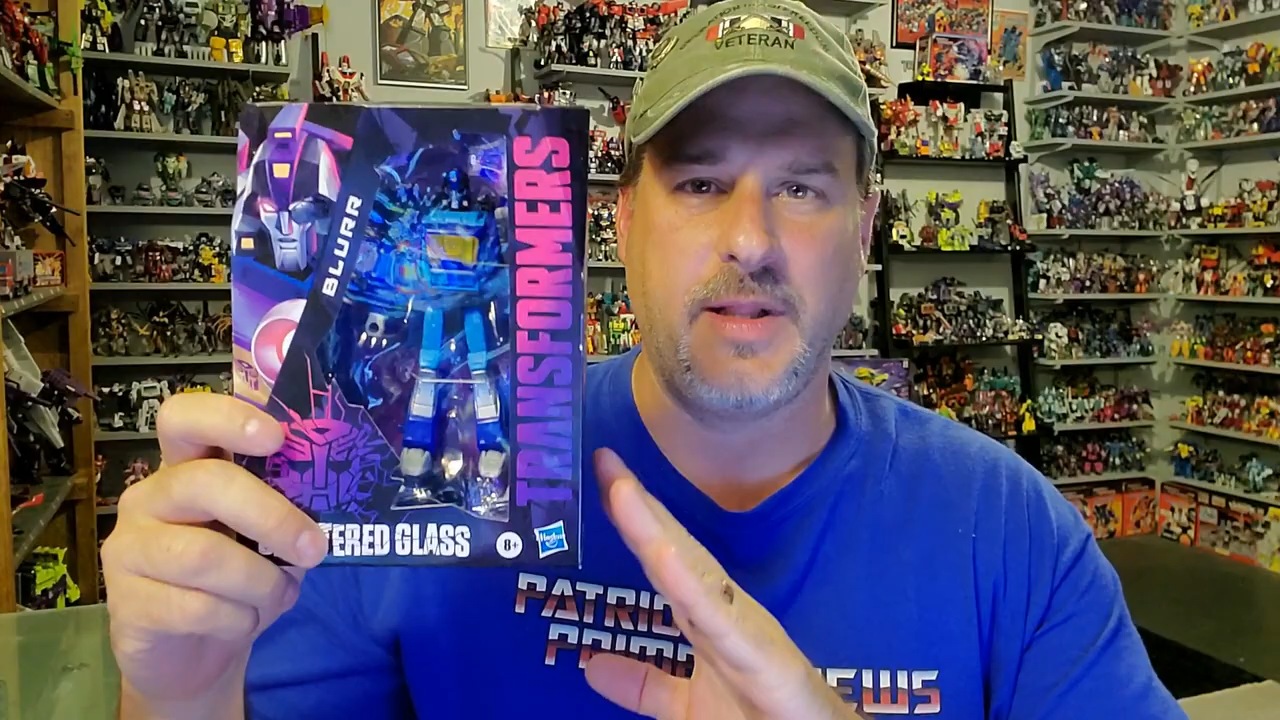 VETERAN
BLURR
TRANSFORMERS
TERED GLASS
8+
Hasbro
PATRIO
PRIM
EWS